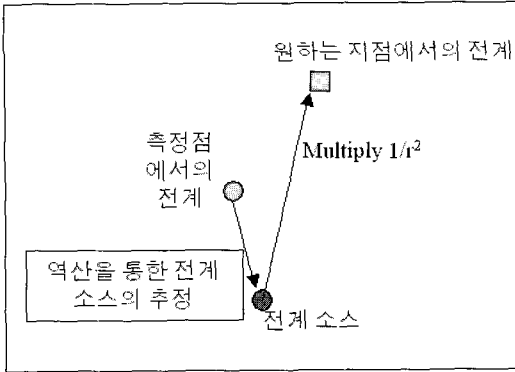 원하는 지점에서의 전계
측정점
에서의
전계
Multiply 1/r²
역산을 통한 전계
소스의 추정
전계 소스